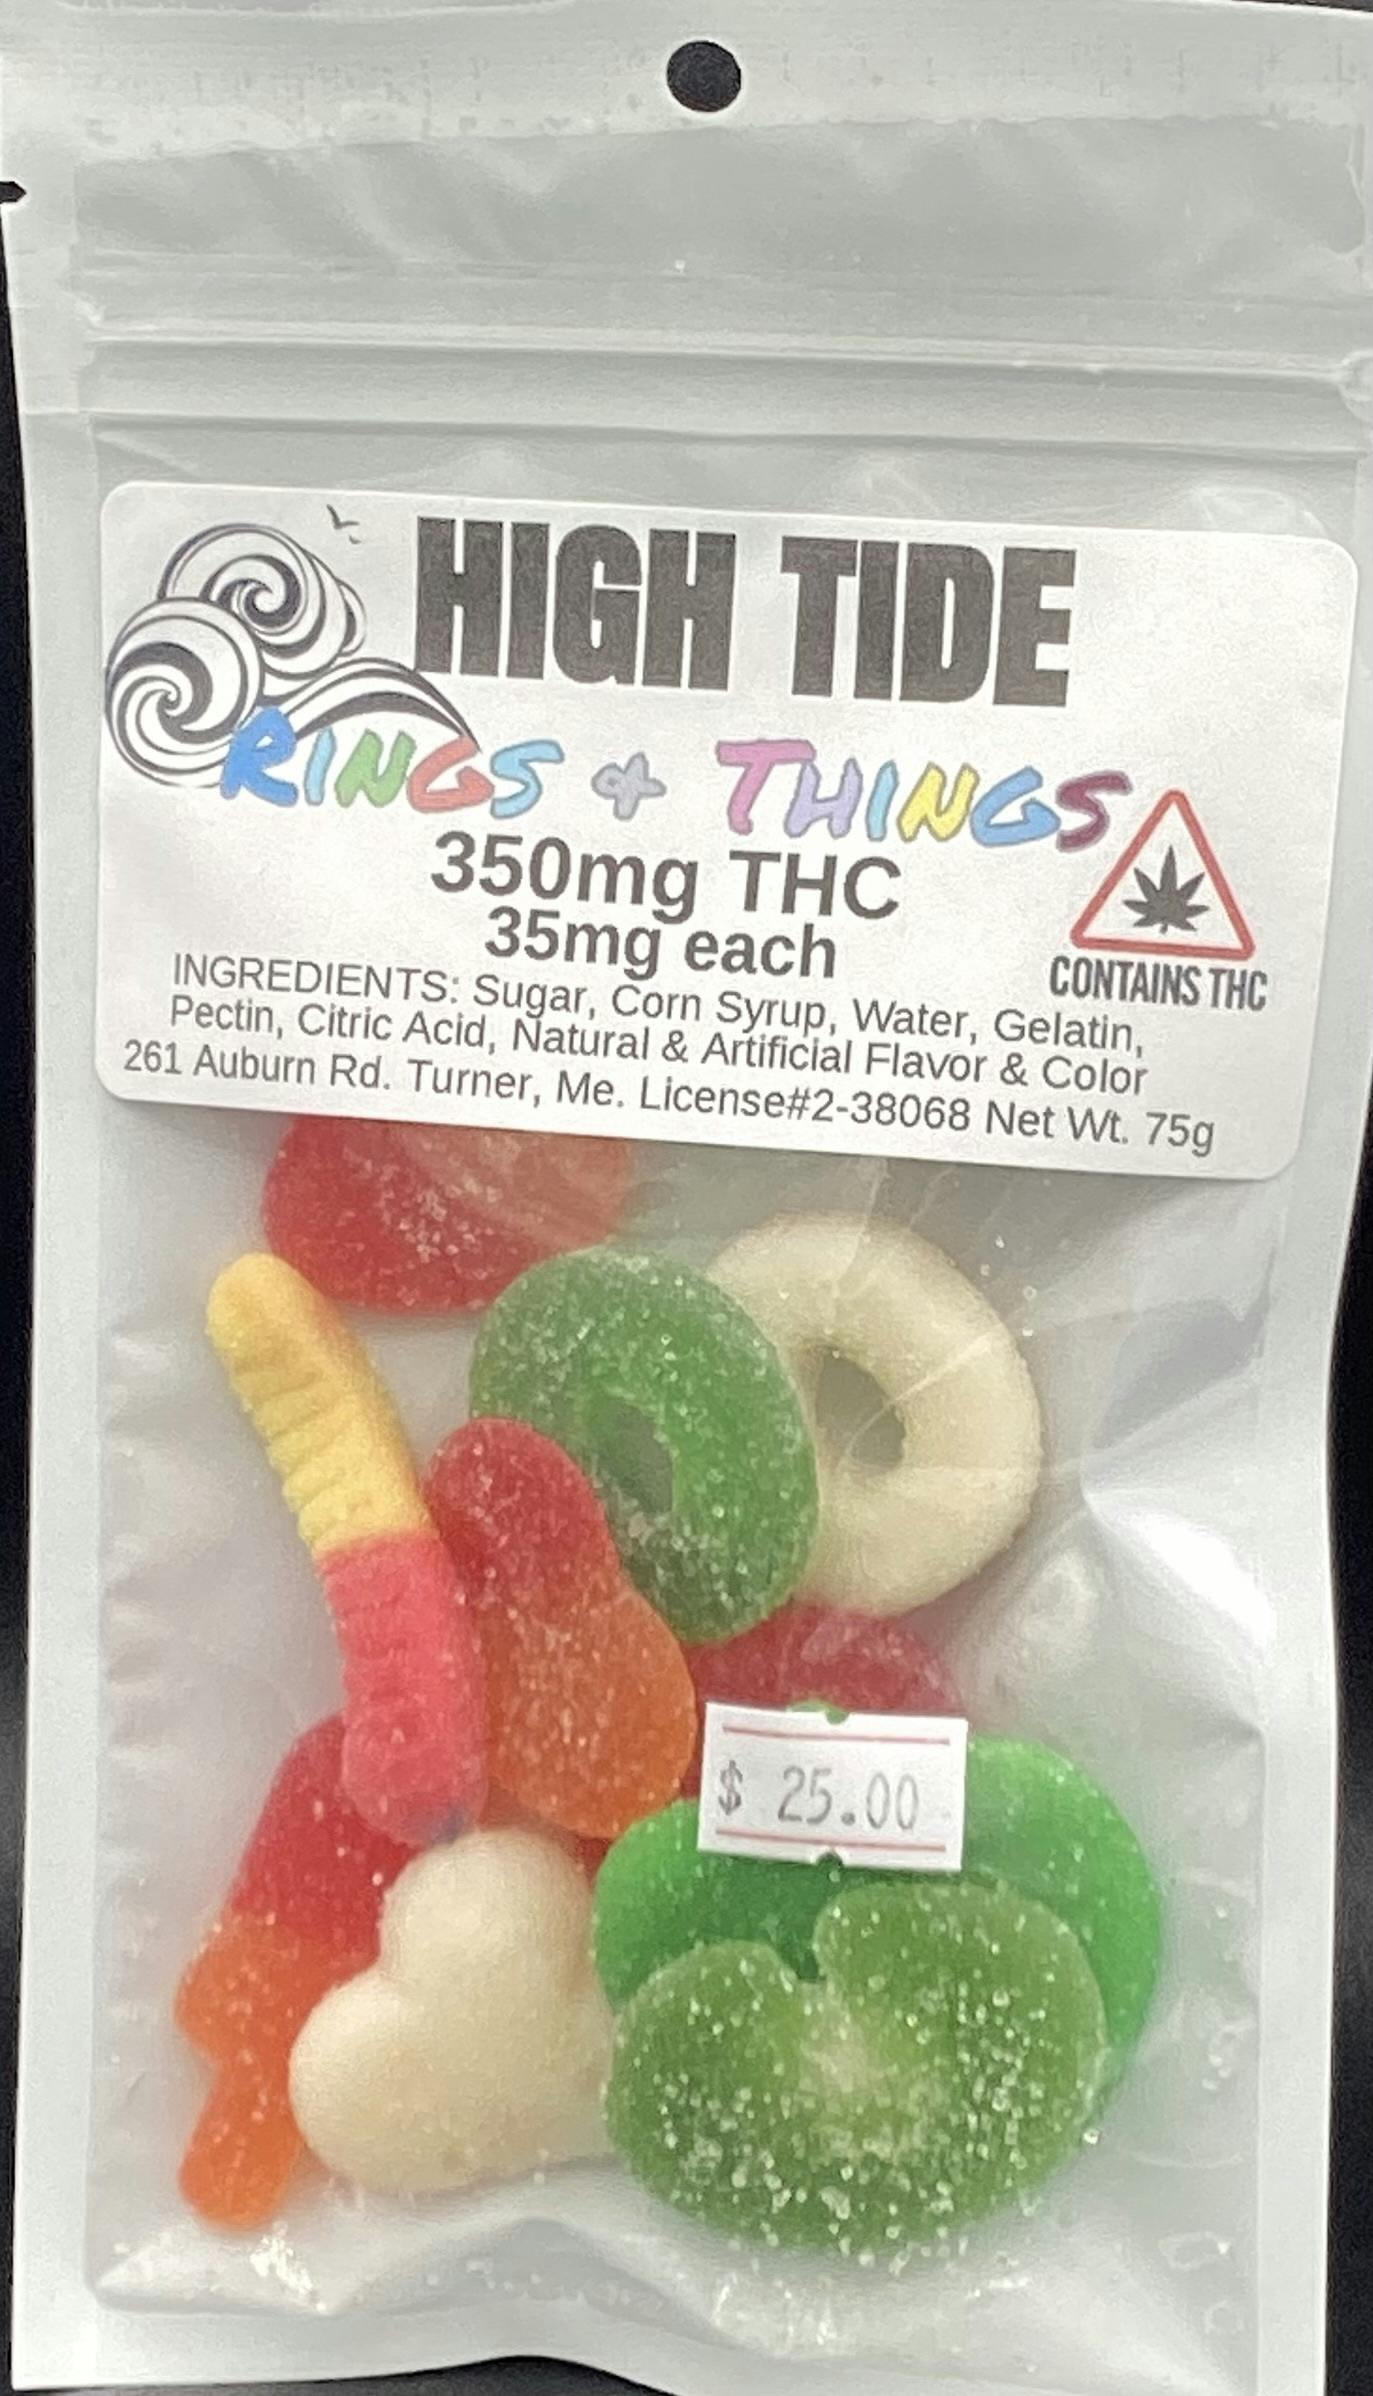 HIGH TIDE
RINGS & THINGS
350mg THC
35mg each
CONTAINS THC
INGREDIENTS: Sugar, Corn Syrup, Water, Gelatin,
Pectin, Citric Acid, Natural & Artificial Flavor & Color
261 Auburn Rd. Turner, Me. License#2-38068 Net Wt. 75g
$ 25.00